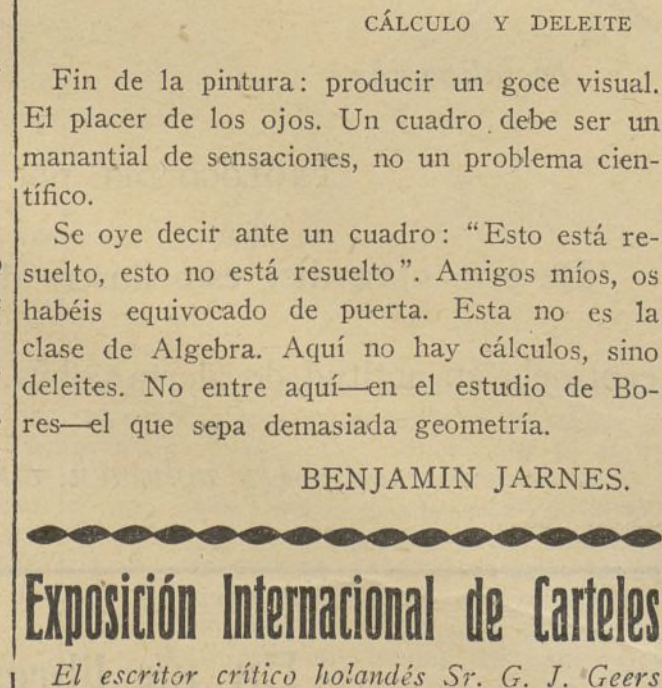 CÁLCULO Y DELEITE
Fin de la pintura: producir un goce visual.
El placer de los ojos. Un cuadro debe ser un
manantial de sensaciones, no un problema cien-
tífico.
Se oye decir ante un cuadro: “Esto está re-
suelto, esto no está resuelto”. Amigos míos, os
habéis equivocado de puerta. Esta no es la
clase de Algebra. Aquí no hay cálculos, sino
deleites. No entre aquí—en el estudio de Bo-
res—el que sepa demasiada geometría.
BENJAMIN JARNES.
Exposición Internacional de Carteles
El escritor crítico holandés Sr. G. J. Geers